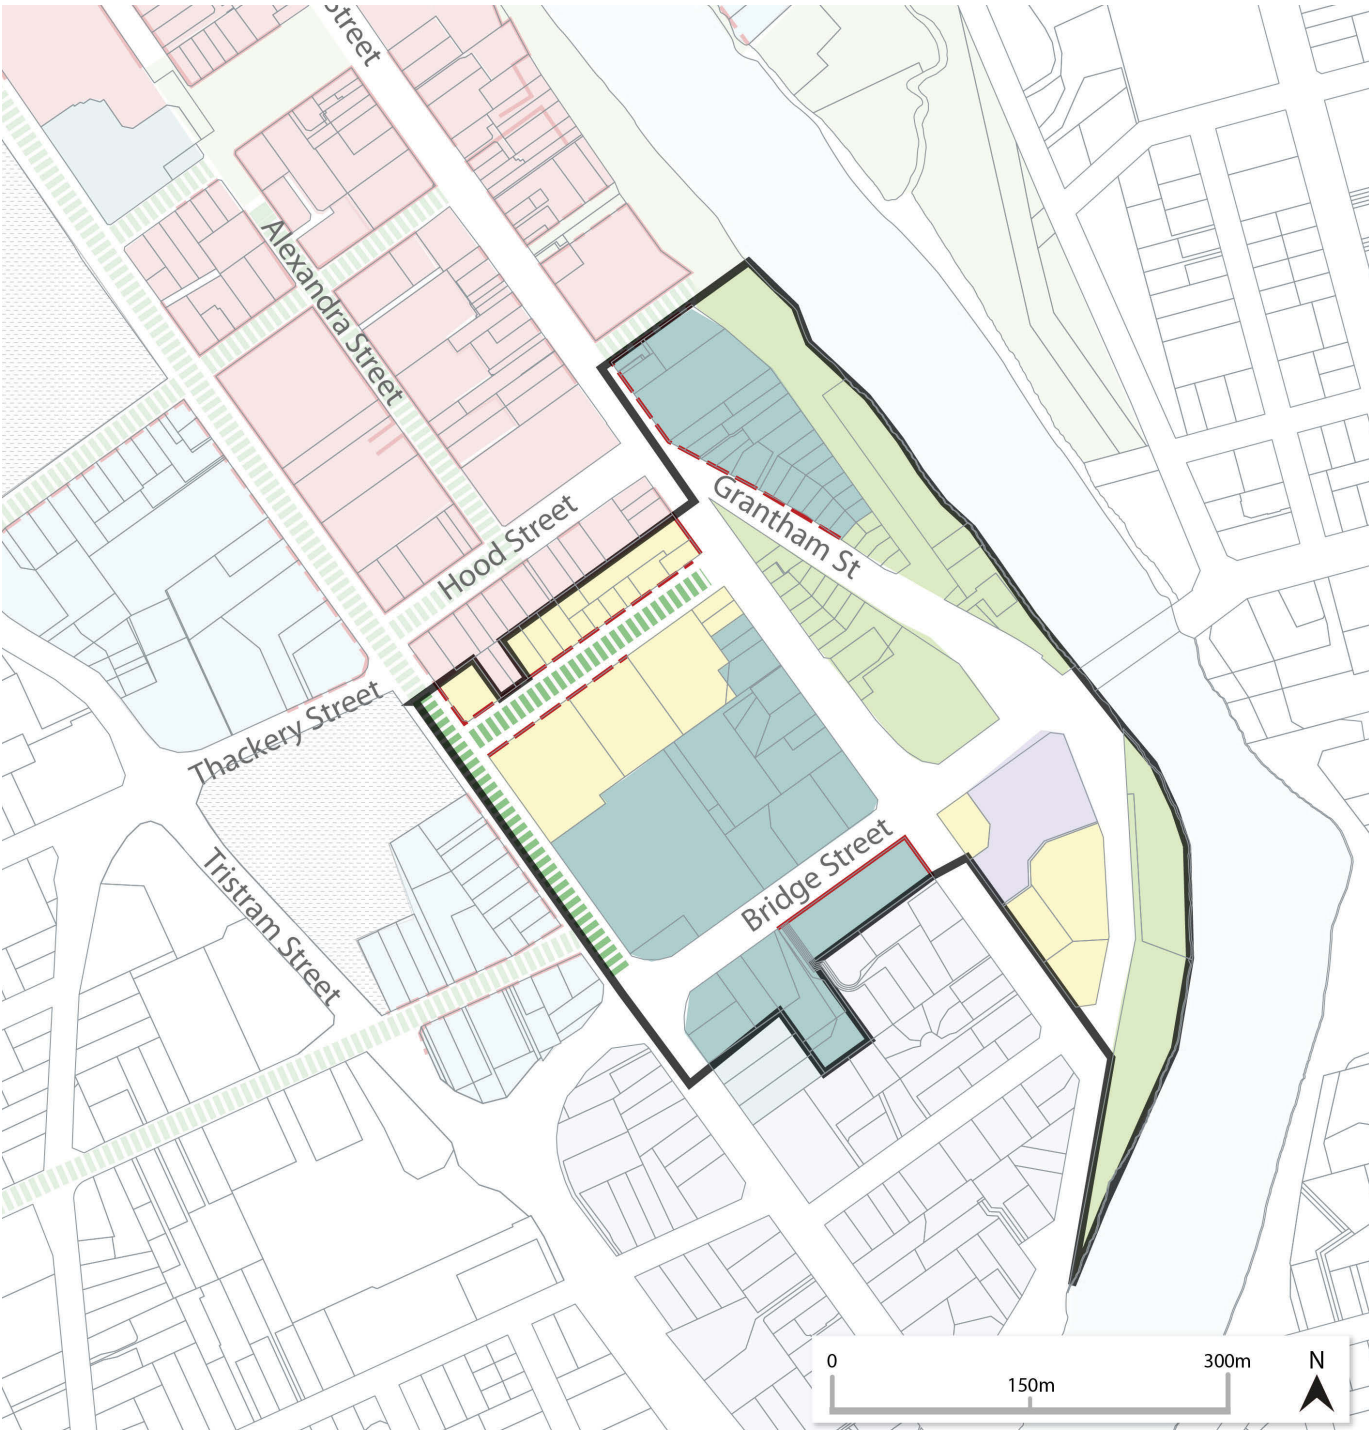 Street
Alexandra Street
Hood Street
Grantham St
Thackery Street
Bridge Street
Tristram Street
0
300m
N
150m